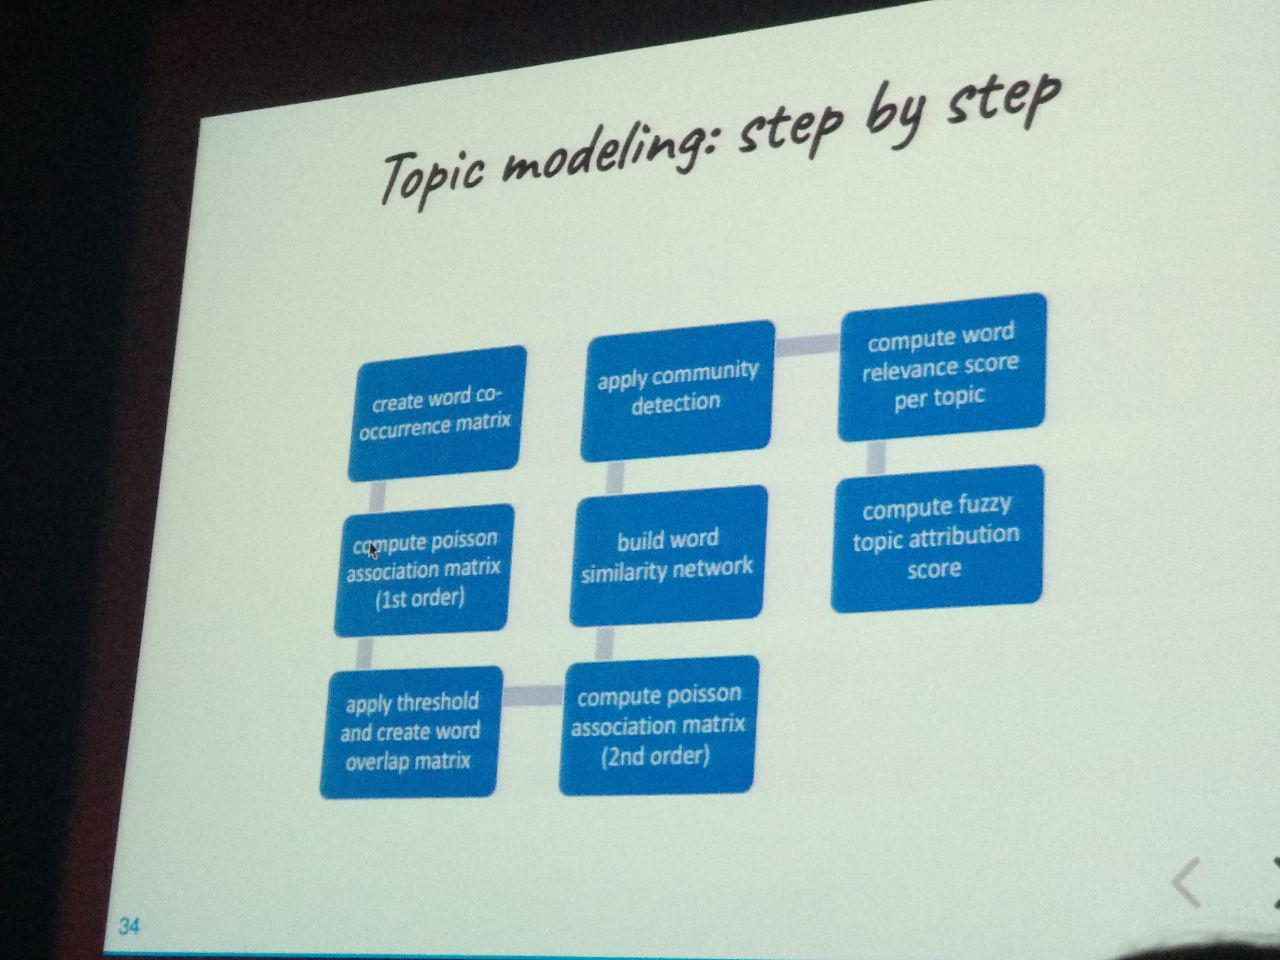 Topic modeling: step by step
create word co-
occurrence matrix
compute poisson
association matrix
(1st order)
apply threshold
and create word
overlap matrix
compute poisson
association matrix
(2nd order)
build word
similarity network
apply community
detection
compute word
relevance score
per topic
compute fuzzy
topic attribution
score
34